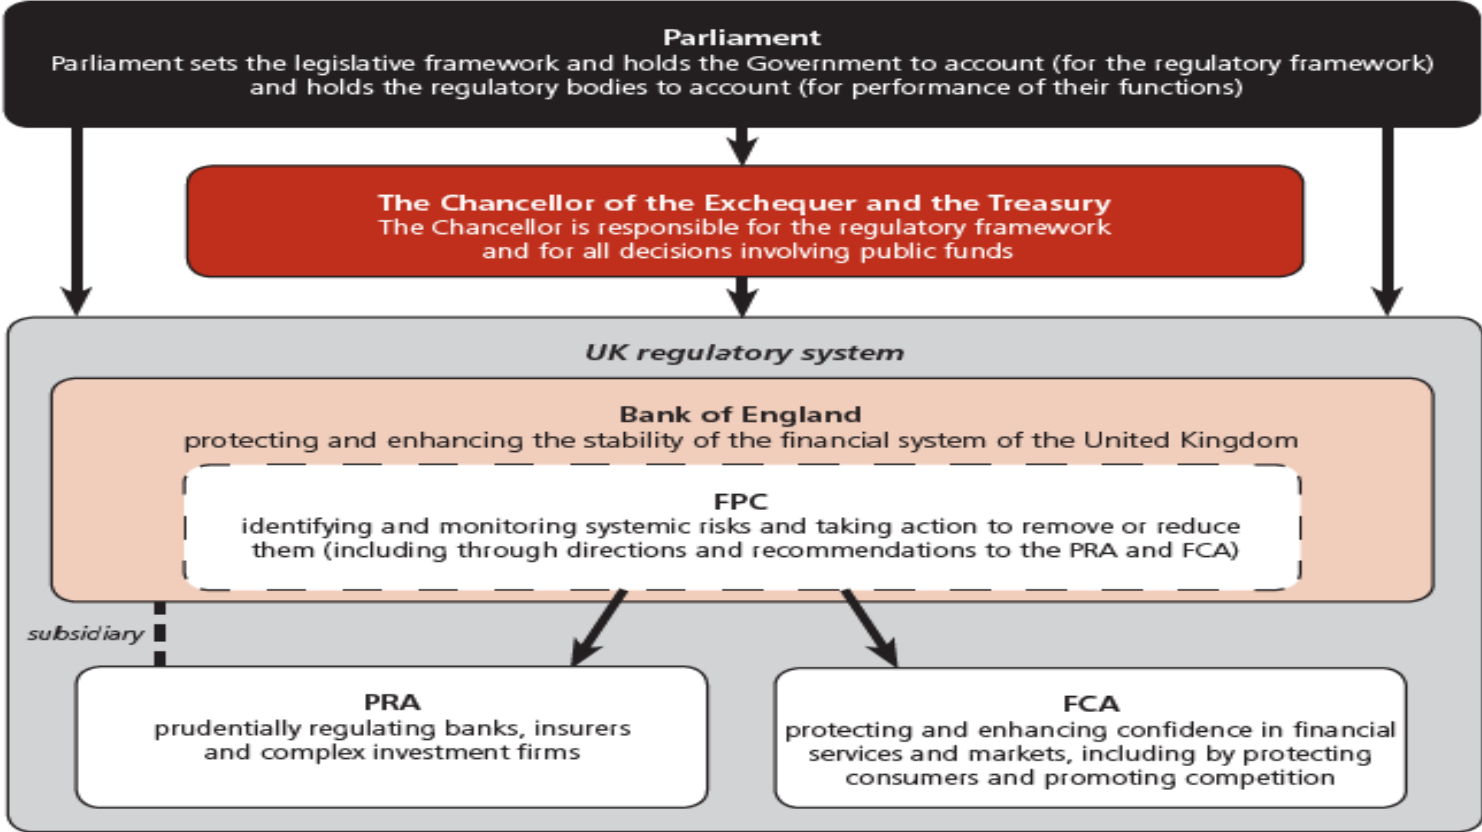 Parliament
Parliament sets the legislative framework and holds the Government to account (for the regulatory framework)
and holds the regulatory bodies to account (for performance of their functions)
The Chancellor of the Exchequer and the Treasury
The Chancellor is responsible for the regulatory framework
and for all decisions involving public funds
UK regulatory system
Bank of England
protecting and enhancing the stability of the financial system of the United Kingdom
FPC
identifying and monitoring systemic risks and taking action to remove or reduce
them (including through directions and recommendations to the PRA and FCA)
subsidiary
PRA
prudentially regulating banks, insurers
and complex investment firms
FCA
protecting and enhancing confidence in financial
services and markets, including by protecting
consumers and promoting competition